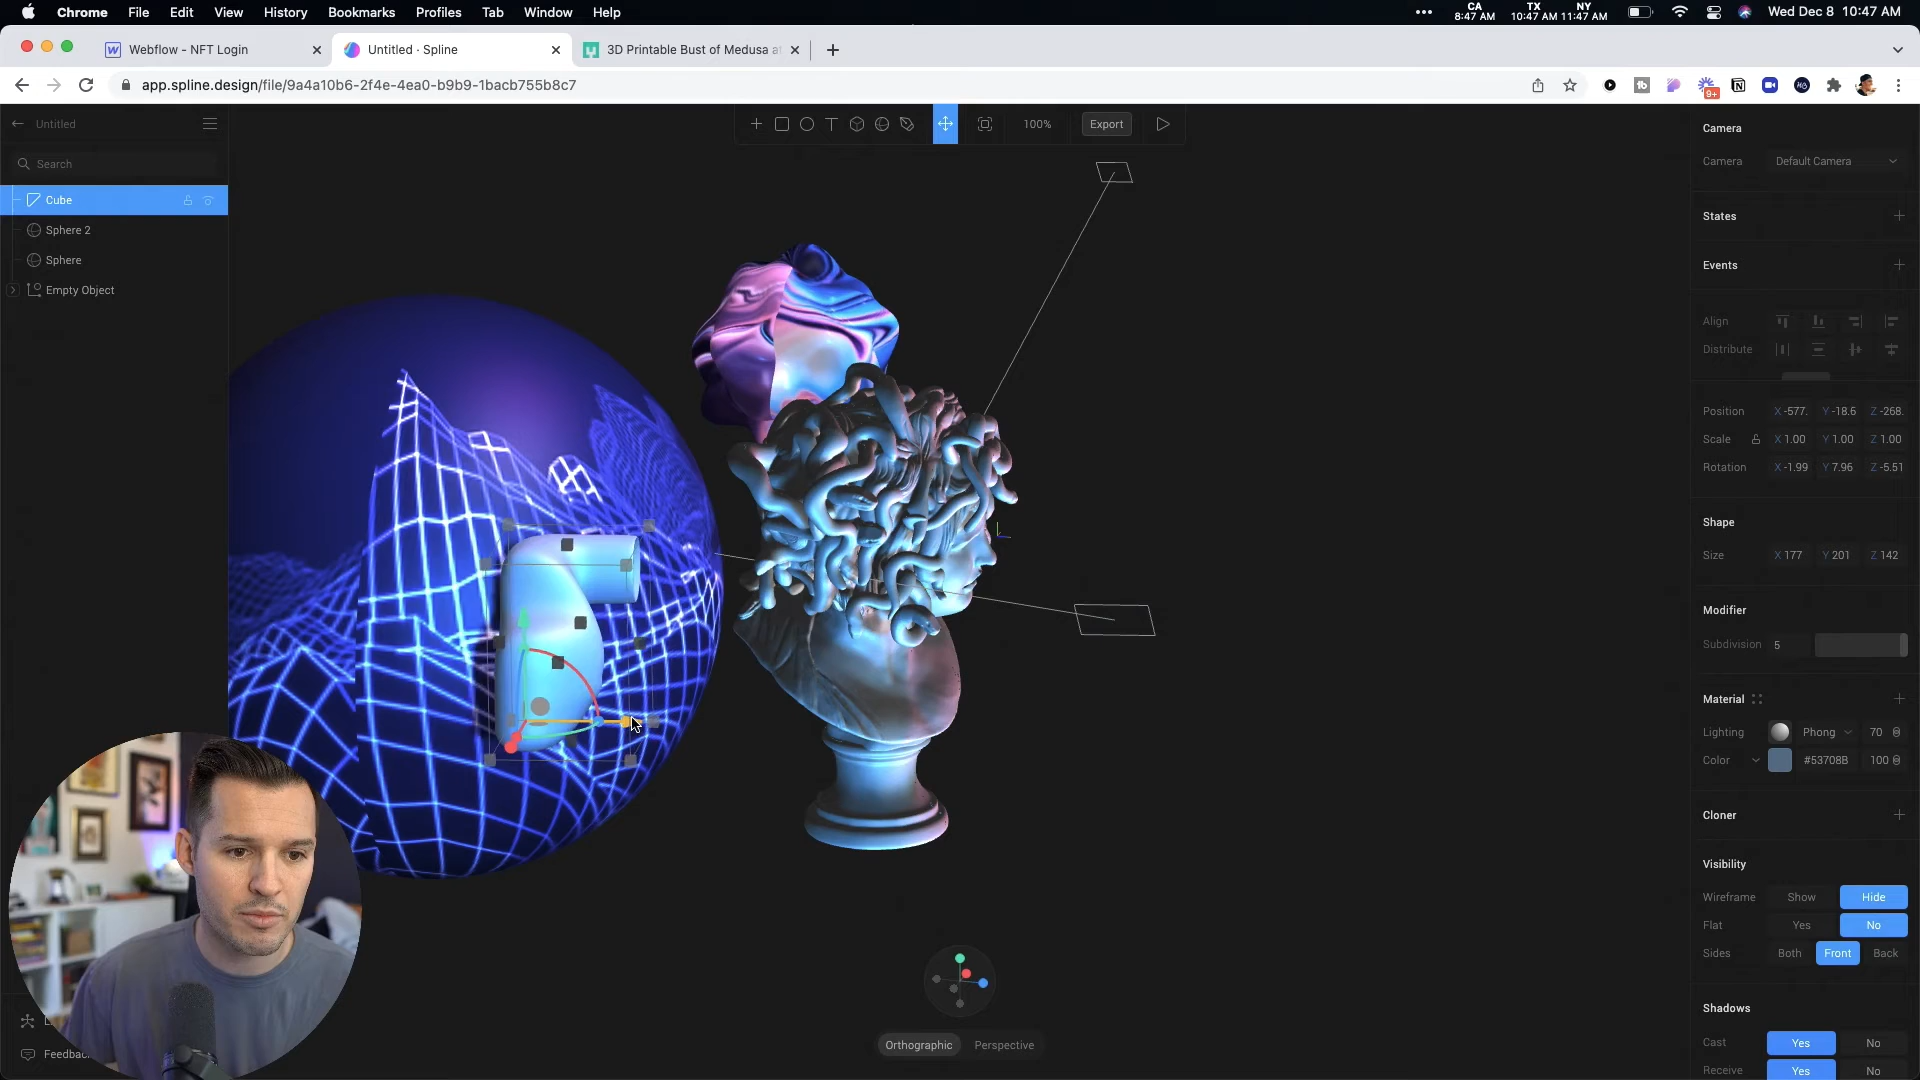 Chrome File Edit View History Bookmarks Profiles Tab Window Help
CA TX NY
8:47 AM 10:47 AM 11:47 AM
Wed Dec 8 10:47 AM
Webflow - NFT Login
Untitled · Spline
3D Printable Bust of Medusa at
app.spline.design/file/9a4a10b6-2f4e-4ea0-b9b9-1bacb755b8c7
9+
Untitled
100%
Export
Search
Cube
Sphere 2
Sphere
Empty Object
Feedback
Orthographic Perspective
Camera
Camera Default Camera
States
Events
Align
Distribute
Position X -577. Y -18.6 Z -268.
Scale X 1.00 Y 1.00 Z 1.00
Rotation X -1.99 Y 7.96 Z -5.51
Shape
Size X 177 Y 201 Z 142
Modifier
Subdivision 5
Material
Lighting Phong 70
Color #53708B 100
Cloner
Visibility
Wireframe Show Hide
Flat Yes No
Sides Both Front Back
Shadows
Cast Yes No
Receive Yes No